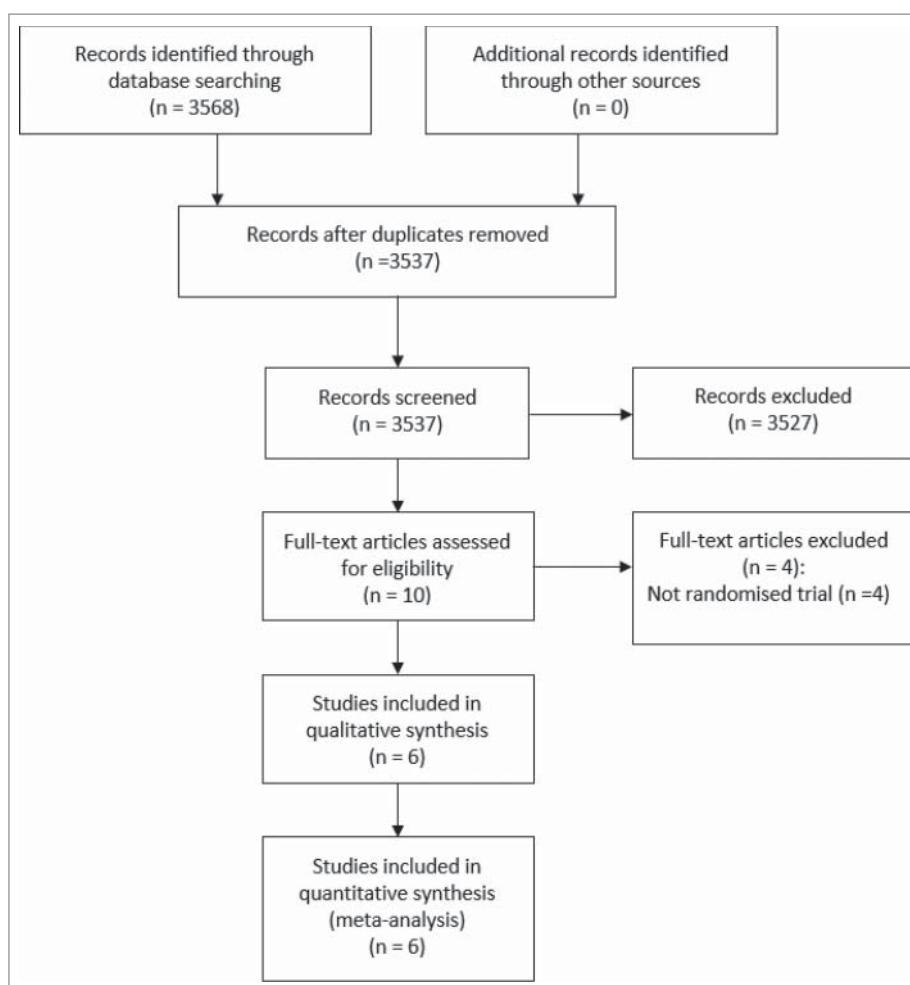 Records identified through
database searching
(n = 3568)
Additional records identified
through other sources
(n = 0)
Records after duplicates removed
(n =3537)
Records screened
(n = 3537)
Records excluded
(n = 3527)
Full-text articles assessed
for eligibility
(n = 10)
Full-text articles excluded
(n = 4):
Not randomised trial (n =4)
Studies included in
qualitative synthesis
(n = 6)
Studies included in
quantitative synthesis
(meta-analysis)
(n = 6)